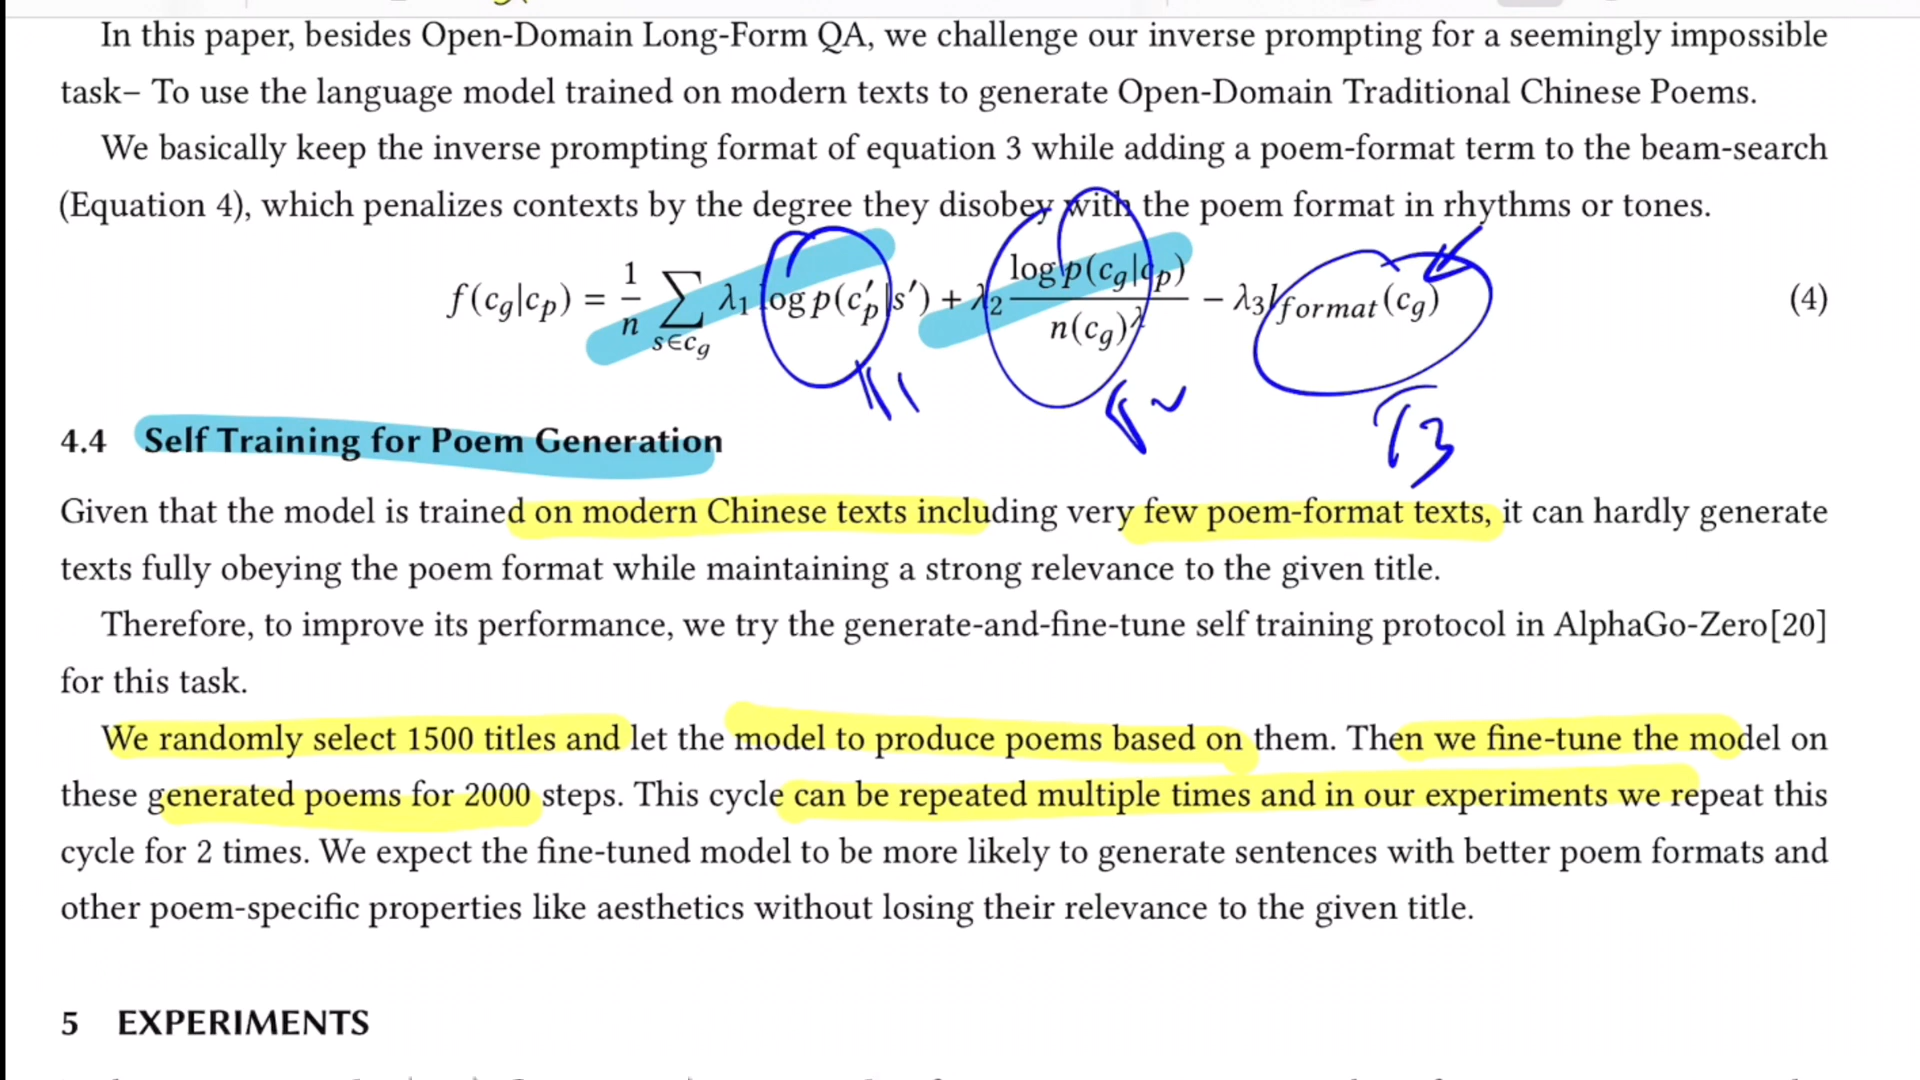 In this paper, besides Open-Domain Long-Form QA, we challenge our inverse prompting for a seemingly impossible
task– To use the language model trained on modern texts to generate Open-Domain Traditional Chinese Poems.
We basically keep the inverse prompting format of equation 3 while adding a poem-format term to the beam-search
(Equation 4), which penalizes contexts by the degree they disobey with the poem format in rhythms or tones.
f(c_g|c_p) = \frac{1}{n} \sum_{s∈c_g} λ_1 log p(c'_p|s') + λ_2 \frac{log p(c_g|c_p)}{n(c_g)^λ} − λ_3 l_{format}(c_g) (4)
T3
4.4 Self Training for Poem Generation
Given that the model is trained on modern Chinese texts including very few poem-format texts, it can hardly generate
texts fully obeying the poem format while maintaining a strong relevance to the given title.
Therefore, to improve its performance, we try the generate-and-fine-tune self training protocol in AlphaGo-Zero[20]
for this task.
We randomly select 1500 titles and let the model to produce poems based on them. Then we fine-tune the model on
these generated poems for 2000 steps. This cycle can be repeated multiple times and in our experiments we repeat this
cycle for 2 times. We expect the fine-tuned model to be more likely to generate sentences with better poem formats and
other poem-specific properties like aesthetics without losing their relevance to the given title.
5 EXPERIMENTS